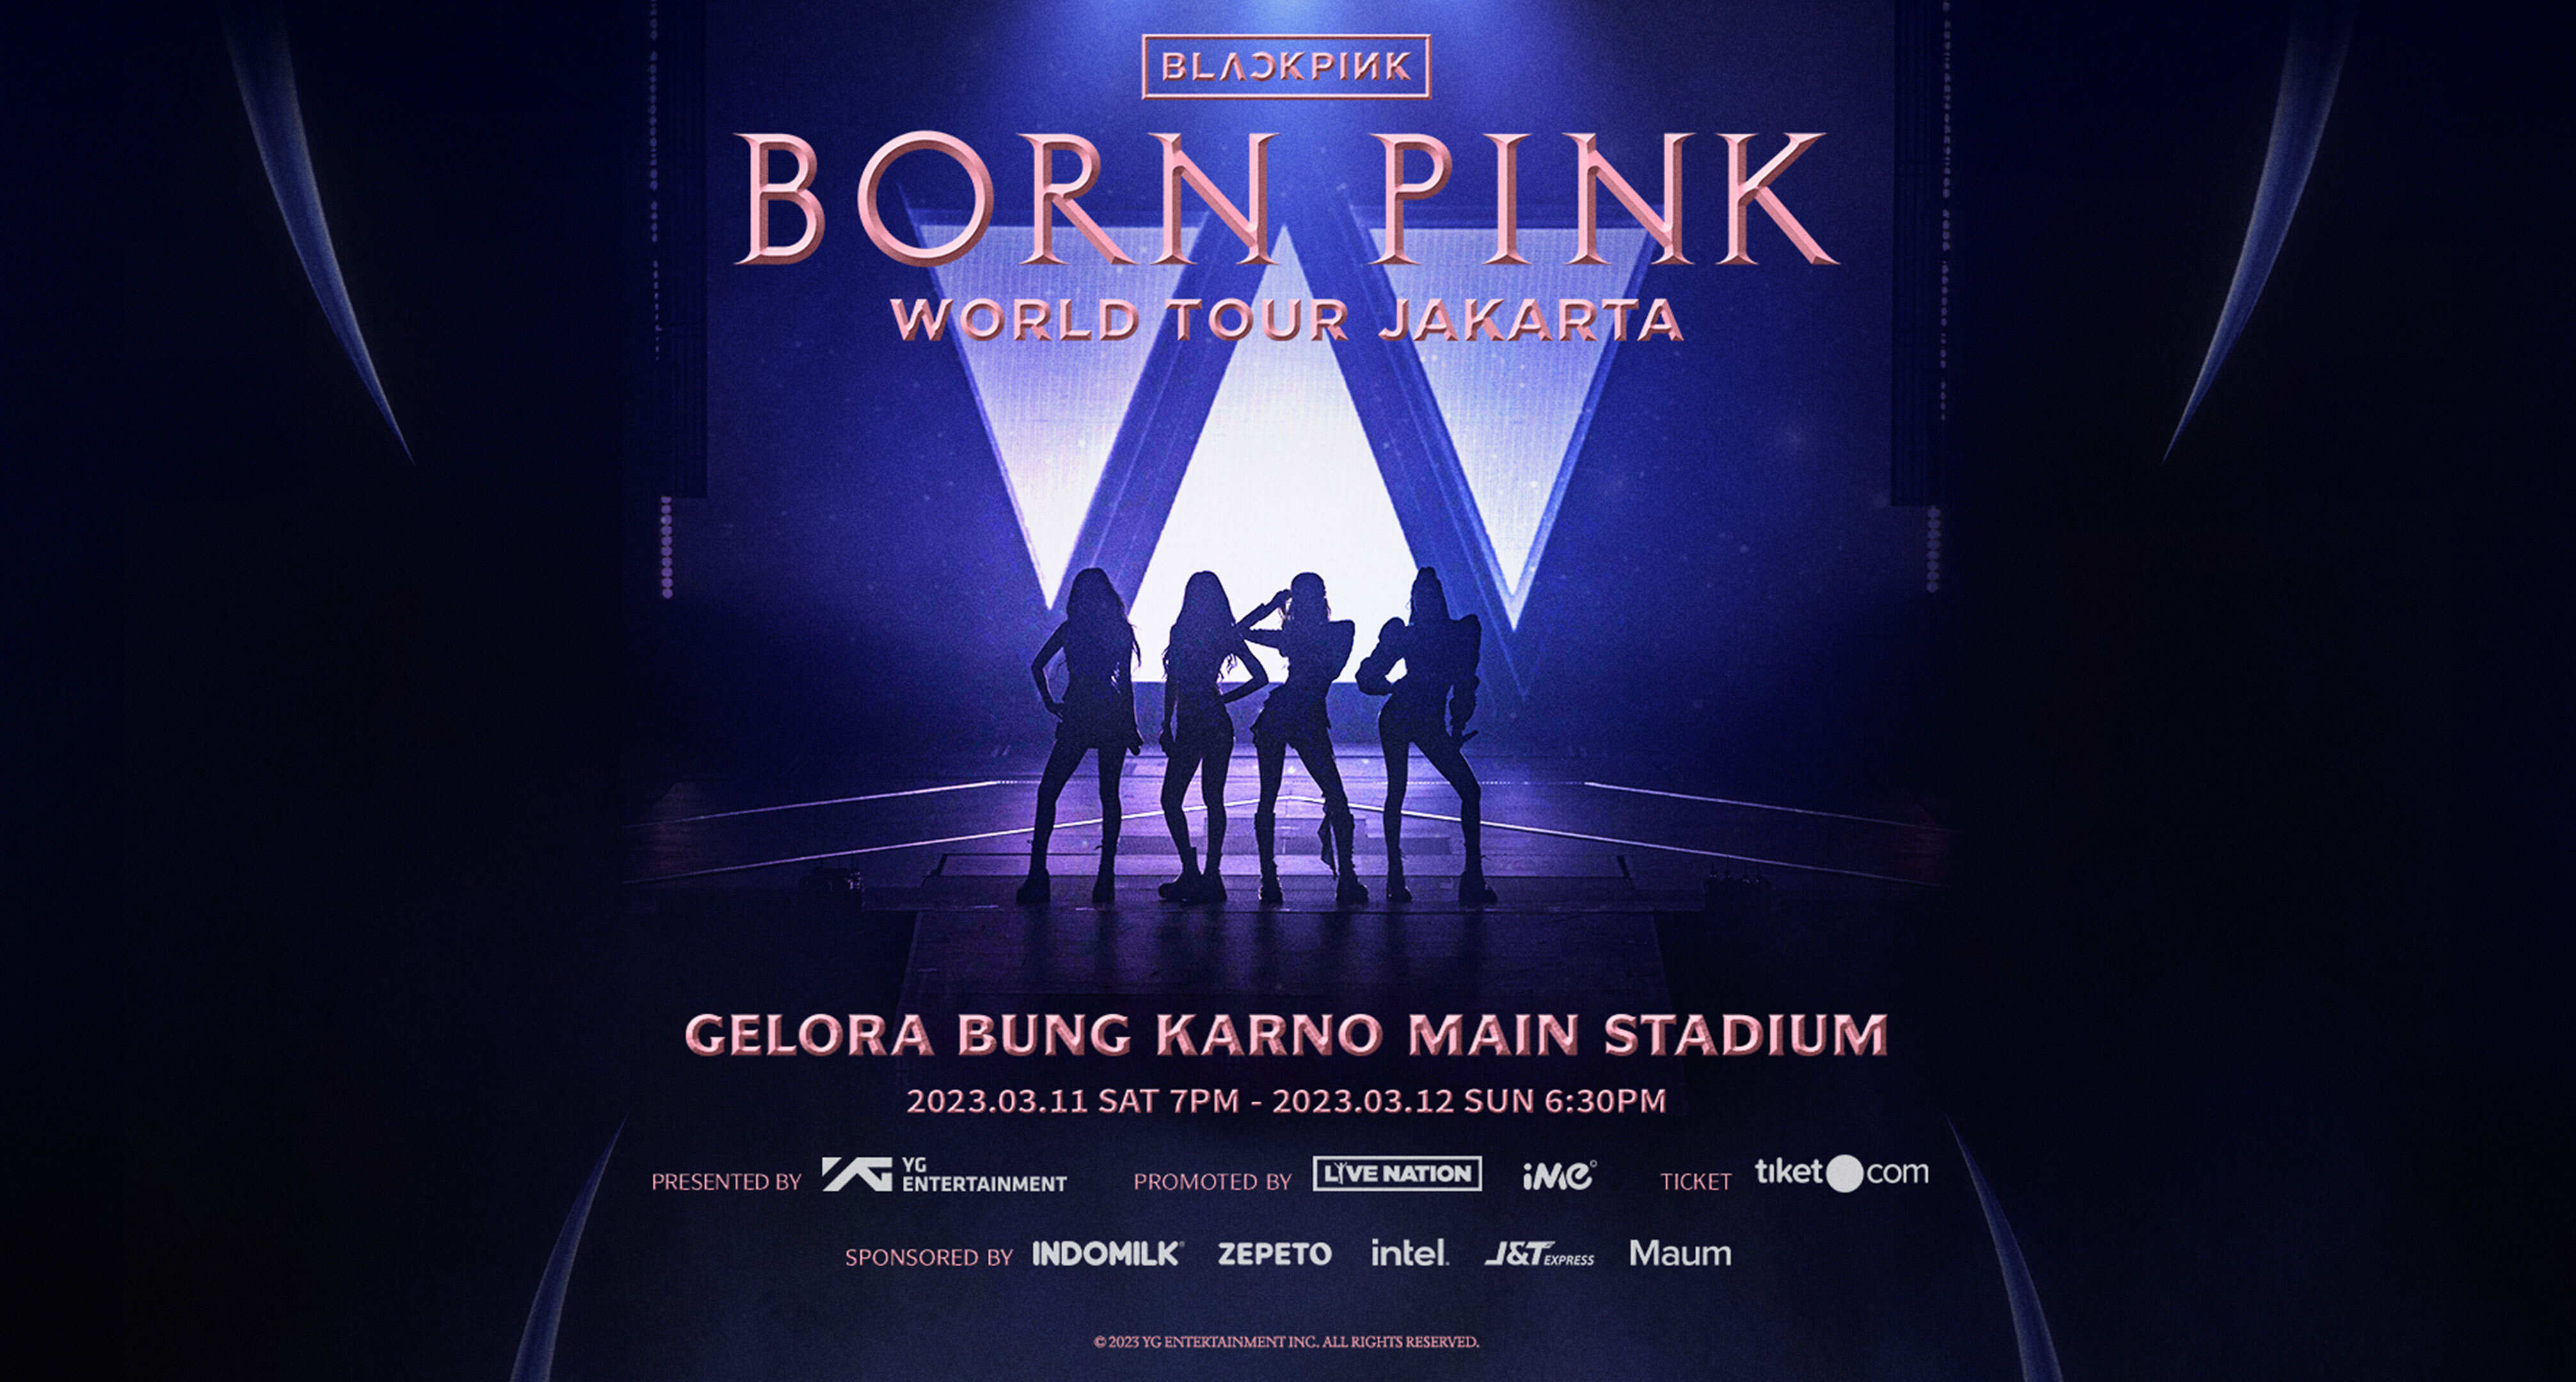 BLACKPINK
BORN PINK
WORLD TOUR JAKARTA
GELORA BUNG KARNO MAIN STADIUM
2023.03.11 SAT 7PM - 2023.03.12 SUN 6:30PM
PRESENTED BY YG YG ENTERTAINMENT PROMOTED BY LIVE NATION iMe TICKET tiket.com
SPONSORED BY INDOMILK® ZEPETO intel. J&T EXPRESS Maum
© 2023 YG ENTERTAINMENT INC. ALL RIGHTS RESERVED.